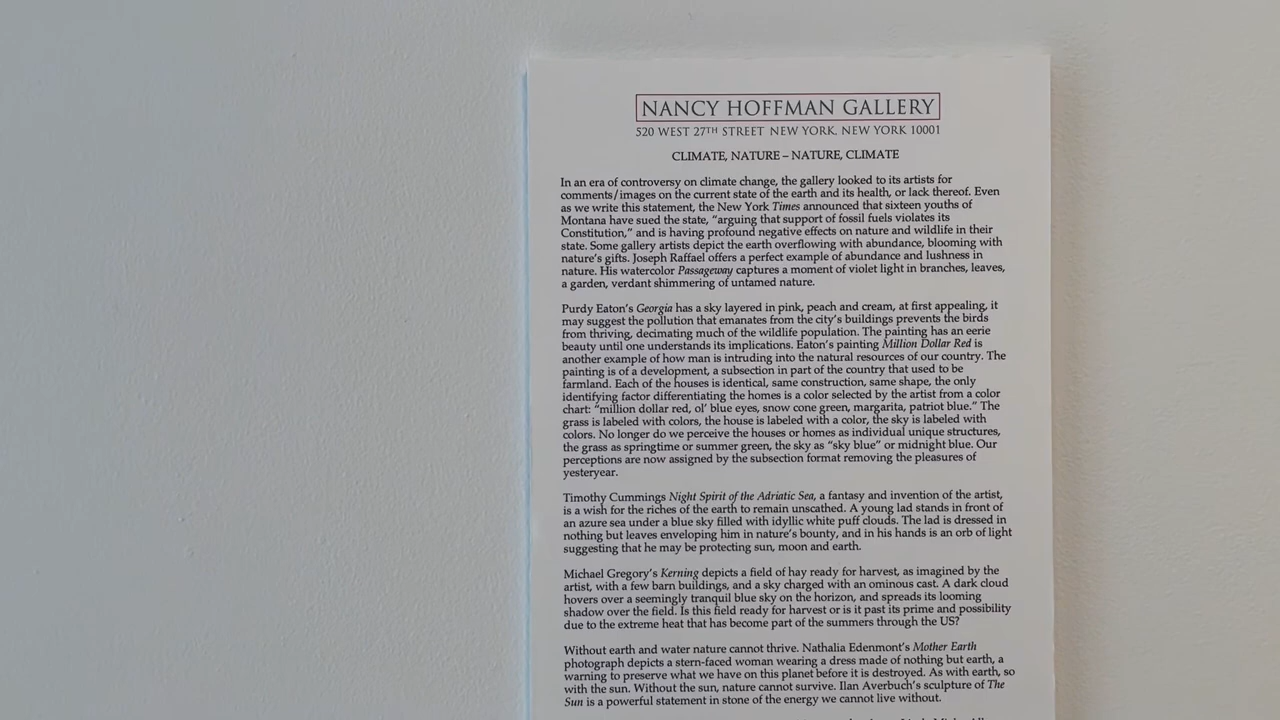 NANCY HOFFMAN GALLERY
520 WEST 27TH STREET NEW YORK, NEW YORK 10001
CLIMATE, NATURE – NATURE, CLIMATE
In an era of controversy on climate change, the gallery looked to its artists for
comments/images on the current state of the earth and its health, or lack thereof. Even
as we write this statement, the New York Times announced that sixteen youths of
Montana have sued the state, “arguing that support of fossil fuels violates its
Constitution,” and is having profound negative effects on nature and wildlife in their
state. Some gallery artists depict the earth overflowing with abundance, blooming with
nature’s gifts. Joseph Raffael offers a perfect example of abundance and lushness in
nature. His watercolor Passageway captures a moment of violet light in branches, leaves,
a garden, verdant shimmering of untamed nature.
Purdy Eaton’s Georgia has a sky layered in pink, peach and cream, at first appealing, it
may suggest the pollution that emanates from the city’s buildings prevents the birds
from thriving, decimating much of the wildlife population. The painting has an eerie
beauty until one understands its implications. Eaton’s painting Million Dollar Red is
another example of how man is intruding into the natural resources of our country. The
painting is of a development, a subsection in part of the country that used to be
farmland. Each of the houses is identical, same construction, same shape, the only
identifying factor differentiating the homes is a color selected by the artist from a color
chart: “million dollar red, ol’ blue eyes, snow cone green, margarita, patriot blue.” The
grass is labeled with colors, the house is labeled with a color, the sky is labeled with
colors. No longer do we perceive the houses or homes as individual unique structures,
the grass as springtime or summer green, the sky as “sky blue” or midnight blue. Our
perceptions are now assigned by the subsection format removing the pleasures of
yesteryear.
Timothy Cummings Night Spirit of the Adriatic Sea, a fantasy and invention of the artist,
is a wish for the riches of the earth to remain unscathed. A young lad stands in front of
an azure sea under a blue sky filled with idyllic white puff clouds. The lad is dressed in
nothing but leaves enveloping him in nature’s bounty, and in his hands is an orb of light
suggesting that he may be protecting sun, moon and earth.
Michael Gregory’s Kerning depicts a field of hay ready for harvest, as imagined by the
artist, with a few barn buildings, and a sky charged with an ominous cast. A dark cloud
hovers over a seemingly tranquil blue sky on the horizon, and spreads its looming
shadow over the field. Is this field ready for harvest or is it past its prime and possibility
due to the extreme heat that has become part of the summers through the US?
Without earth and water nature cannot thrive. Nathalia Edenmont’s Mother Earth
photograph depicts a stern-faced woman wearing a dress made of nothing but earth, a
warning to preserve what we have on this planet before it is destroyed. As with earth, so
with the sun. Without the sun, nature cannot survive. Ilan Averbuch’s sculpture of The
Sun is a powerful statement in stone of the energy we cannot live without.